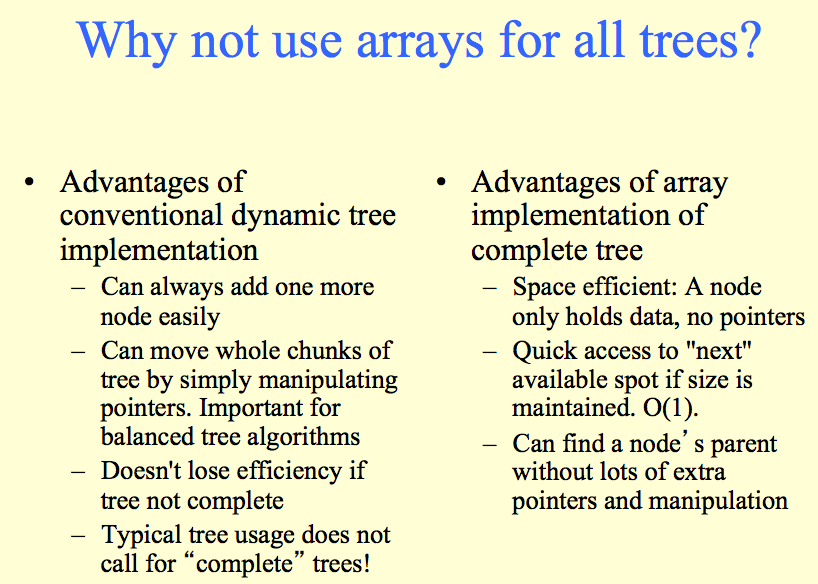 Why not use arrays for all trees?
• Advantages of
conventional dynamic tree
implementation
– Can always add one more
node easily
– Can move whole chunks of
tree by simply manipulating
pointers. Important for
balanced tree algorithms
– Doesn't lose efficiency if
tree not complete
– Typical tree usage does not
call for “complete” trees!
• Advantages of array
implementation of
complete tree
– Space efficient: A node
only holds data, no pointers
– Quick access to "next"
available spot if size is
maintained. O(1).
– Can find a node’s parent
without lots of extra
pointers and manipulation